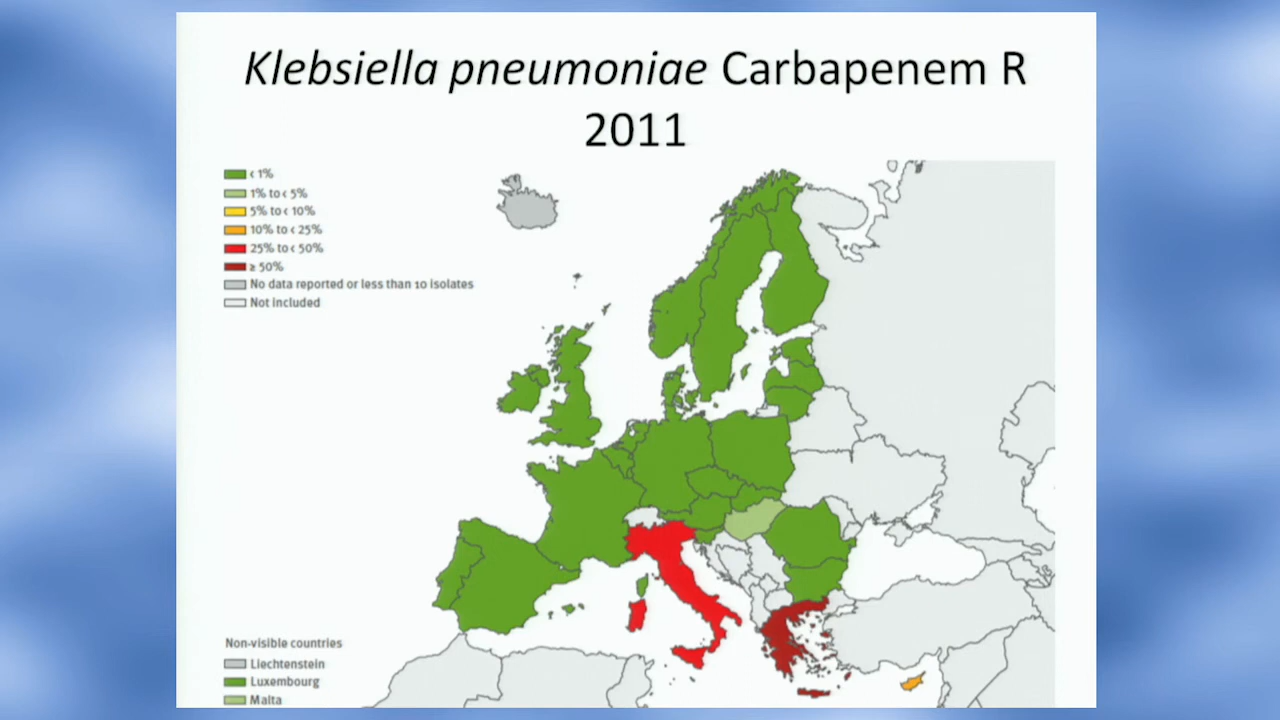 Klebsiella pneumoniae Carbapenem R
2011
< 1%
1% to < 5%
5% to < 10%
10% to < 25%
25% to < 50%
≥ 50%
No data reported or less than 10 isolates
Not included
Non-visible countries
Liechtenstein
Luxembourg
Malta